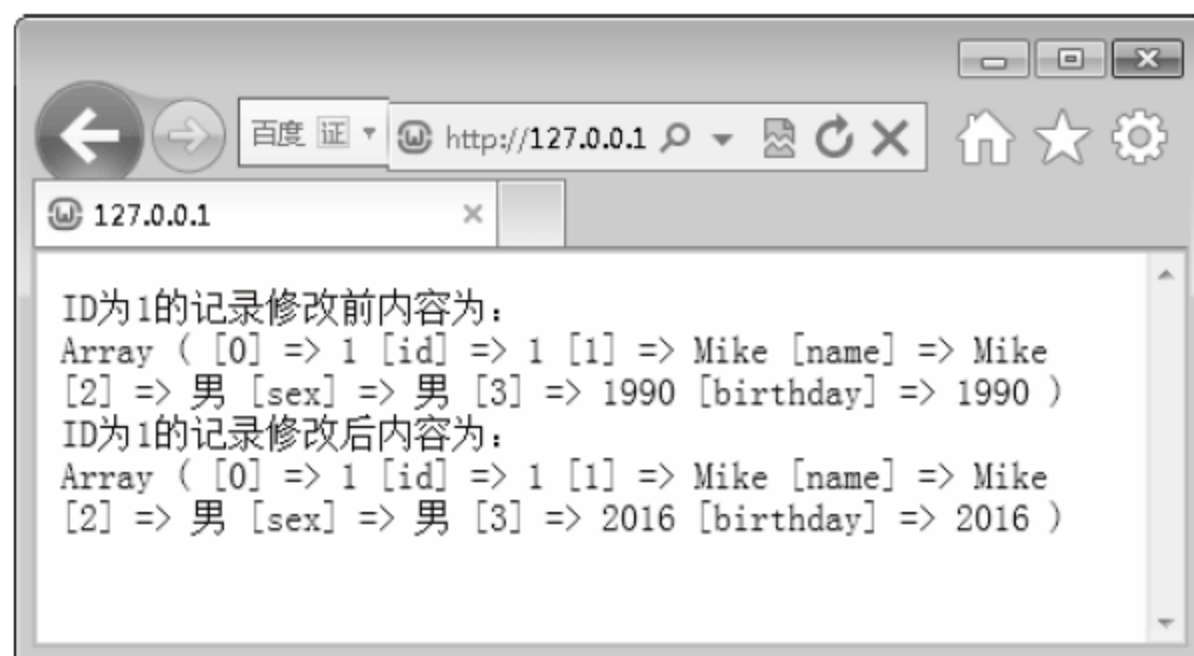 百度 证 http://127.0.0.1
127.0.0.1
ID为1的记录修改前内容为:
Array ( [0] => 1 [id] => 1 [1] => Mike [name] => Mike
[2] => 男 [sex] => 男 [3] => 1990 [birthday] => 1990 )
ID为1的记录修改后内容为:
Array ( [0] => 1 [id] => 1 [1] => Mike [name] => Mike
[2] => 男 [sex] => 男 [3] => 2016 [birthday] => 2016 )